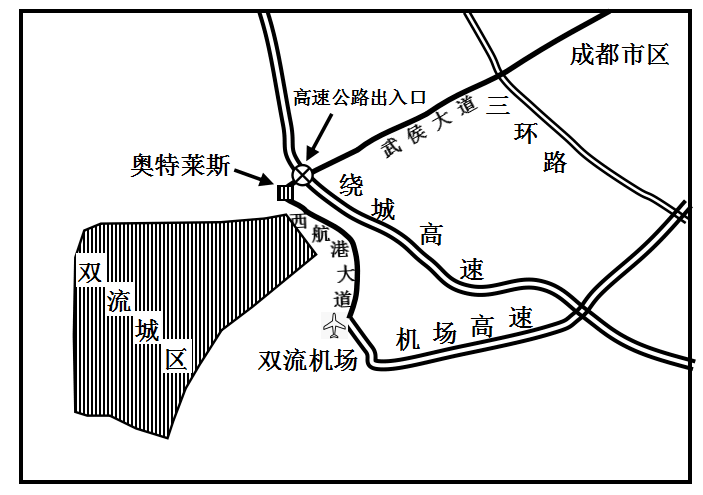 成都市区
高速公路出入口
武侯大道
三环路
奥特莱斯
绕城高速
西航港大道
双流城区
机场高速
双流机场